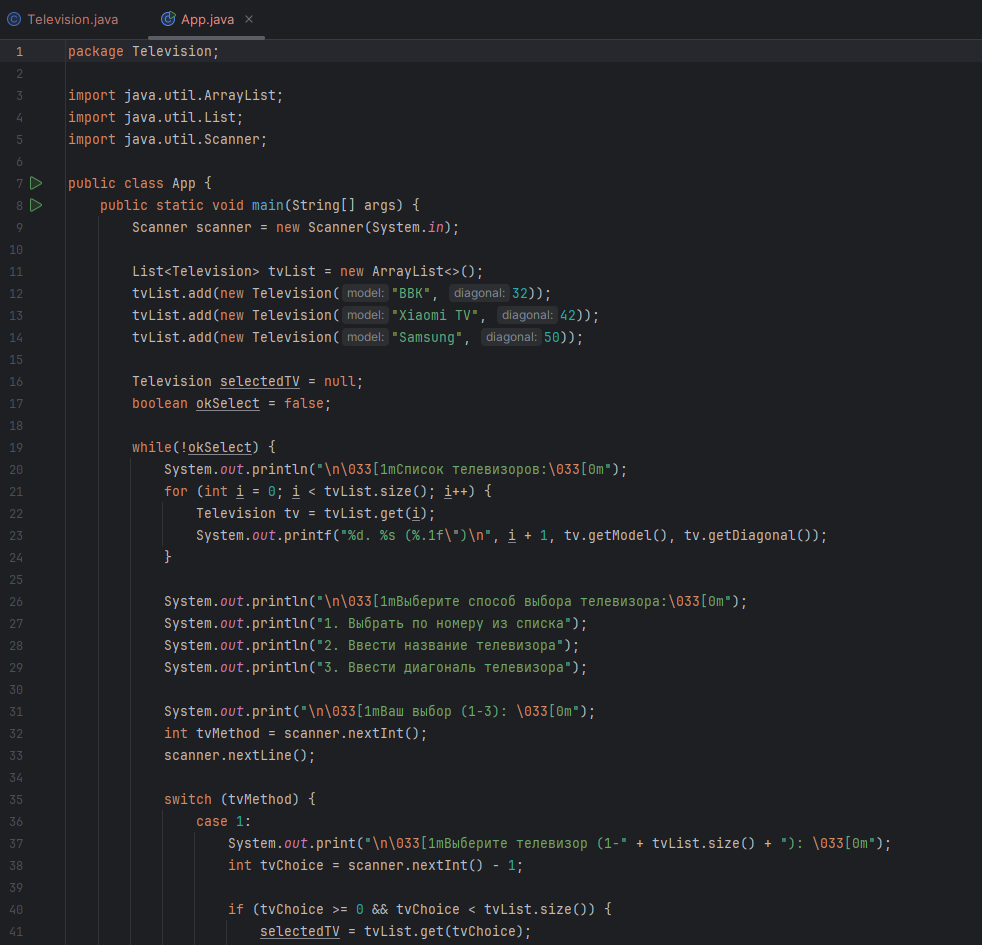 Television.java App.java ×
1 package Television;
2
3 import java.util.ArrayList;
4 import java.util.List;
5 import java.util.Scanner;
6
7 public class App {
8 public static void main(String[] args) {
9 Scanner scanner = new Scanner(System.in);
10
11 List<Television> tvList = new ArrayList<>();
12 tvList.add(new Television( model: "BBK", diagonal: 32));
13 tvList.add(new Television( model: "Xiaomi TV", diagonal: 42));
14 tvList.add(new Television( model: "Samsung", diagonal: 50));
15
16 Television selectedTV = null;
17 boolean okSelect = false;
18
19 while(!okSelect) {
20 System.out.println("\n\033[1mСписок телевизоров:\033[0m");
21 for (int i = 0; i < tvList.size(); i++) {
22 Television tv = tvList.get(i);
23 System.out.printf("%d. %s (%.1f\")\n", i + 1, tv.getModel(), tv.getDiagonal());
24 }
25
26 System.out.println("\n\033[1mВыберите способ выбора телевизора:\033[0m");
27 System.out.println("1. Выбрать по номеру из списка");
28 System.out.println("2. Ввести название телевизора");
29 System.out.println("3. Ввести диагональ телевизора");
30
31 System.out.print("\n\033[1mВаш выбор (1-3): \033[0m");
32 int tvMethod = scanner.nextInt();
33 scanner.nextLine();
34
35 switch (tvMethod) {
36 case 1:
37 System.out.print("\n\033[1mВыберите телевизор (1-" + tvList.size() + "): \033[0m");
38 int tvChoice = scanner.nextInt() - 1;
39
40 if (tvChoice >= 0 && tvChoice < tvList.size()) {
41 selectedTV = tvList.get(tvChoice);